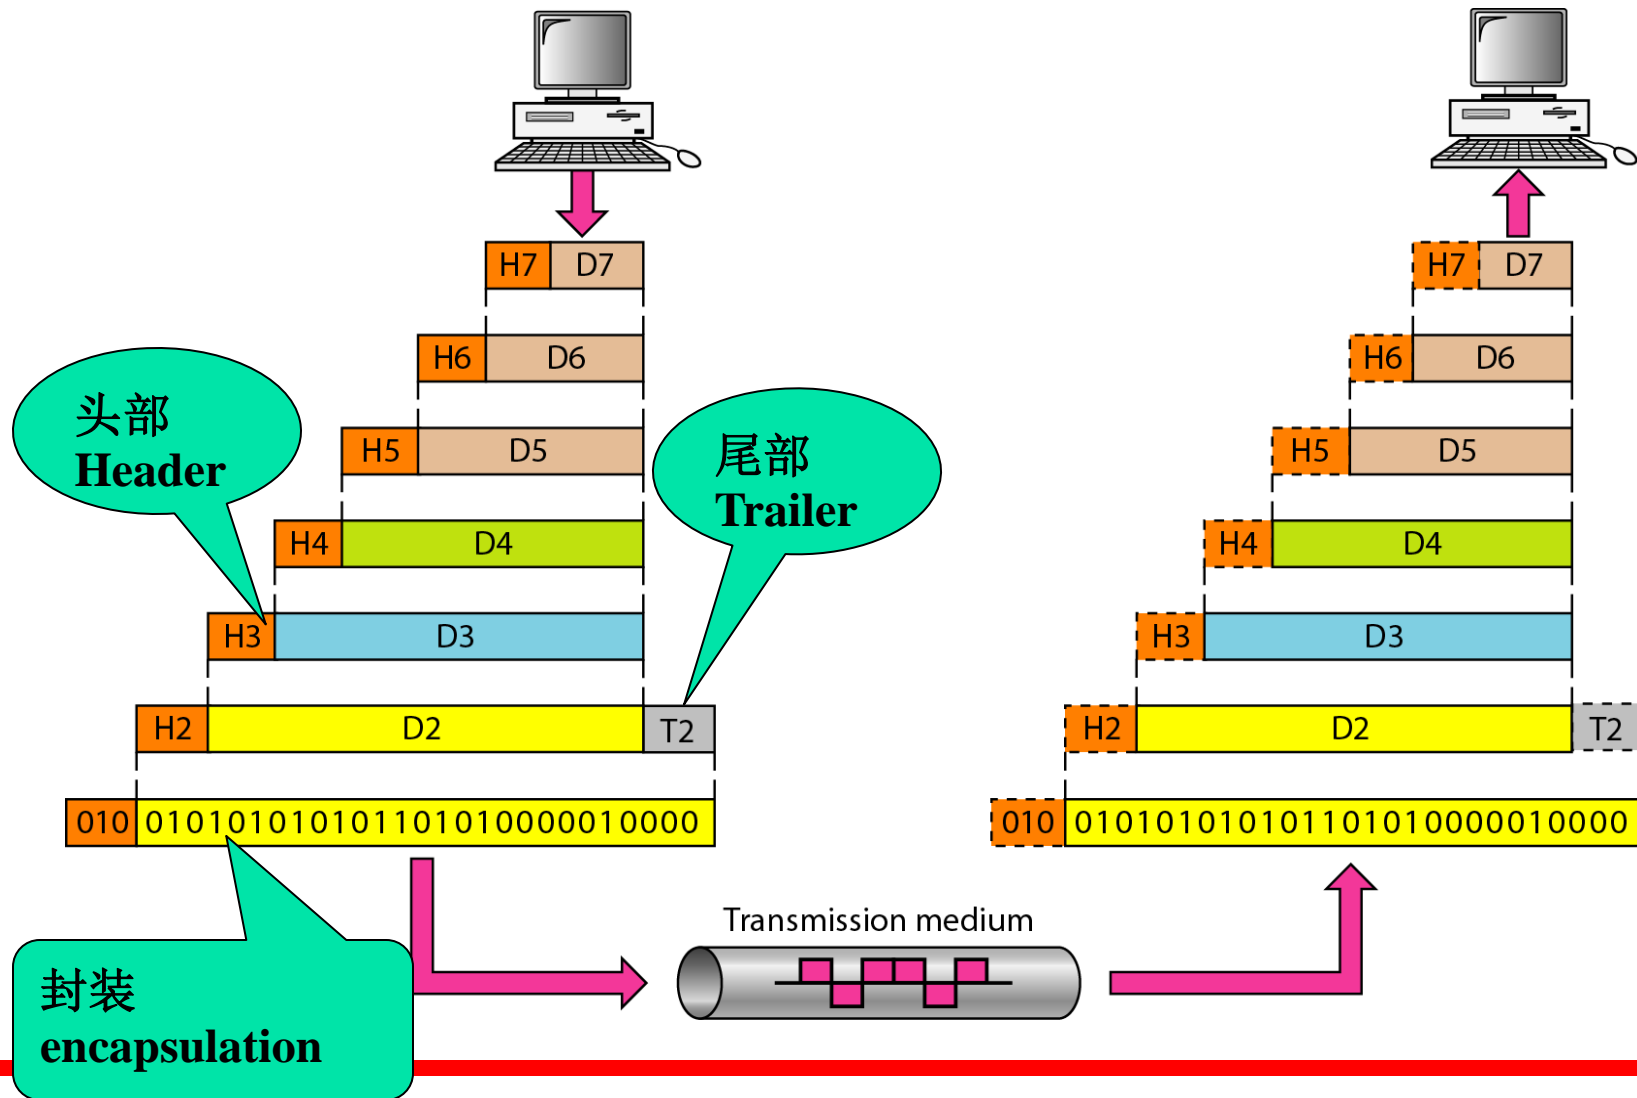 H7 D7
H7 D7
H6 D6
H6 D6
头部
Header
H5 D5
尾部
Trailer
H5 D5
H4 D4
H4 D4
H3 D3
H3 D3
H2 D2 T2
H2 D2 T2
010 010101010101101010000010000
010 010101010101101010000010000
Transmission medium
封装
encapsulation